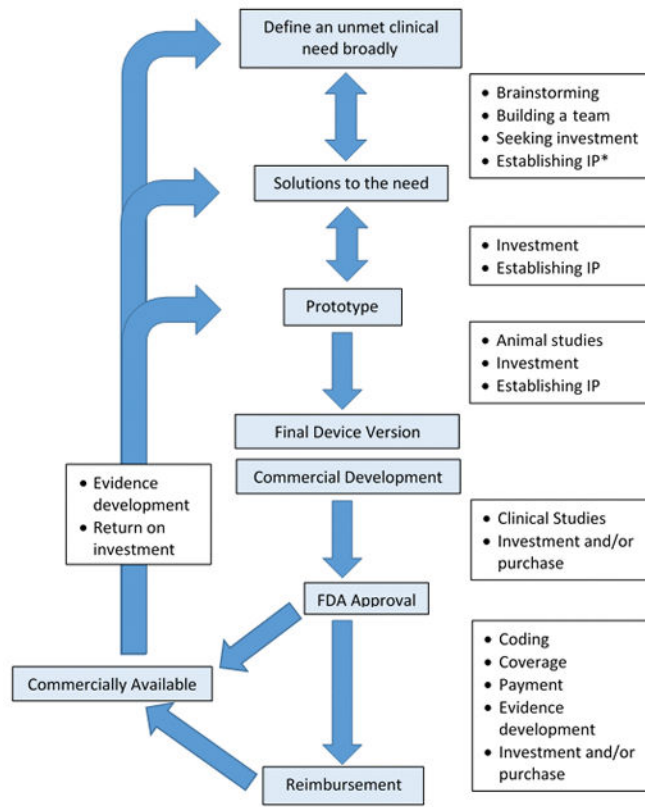 Define an unmet clinical
need broadly
• Brainstorming
• Building a team
• Seeking investment
• Establishing IP*
Solutions to the need
• Investment
• Establishing IP
Prototype
• Animal studies
• Investment
• Establishing IP
Final Device Version
Commercial Development
• Evidence
development
• Return on
investment
• Clinical Studies
• Investment and/or
purchase
FDA Approval
• Coding
• Coverage
• Payment
• Evidence
development
• Investment and/or
purchase
Commercially Available
Reimbursement